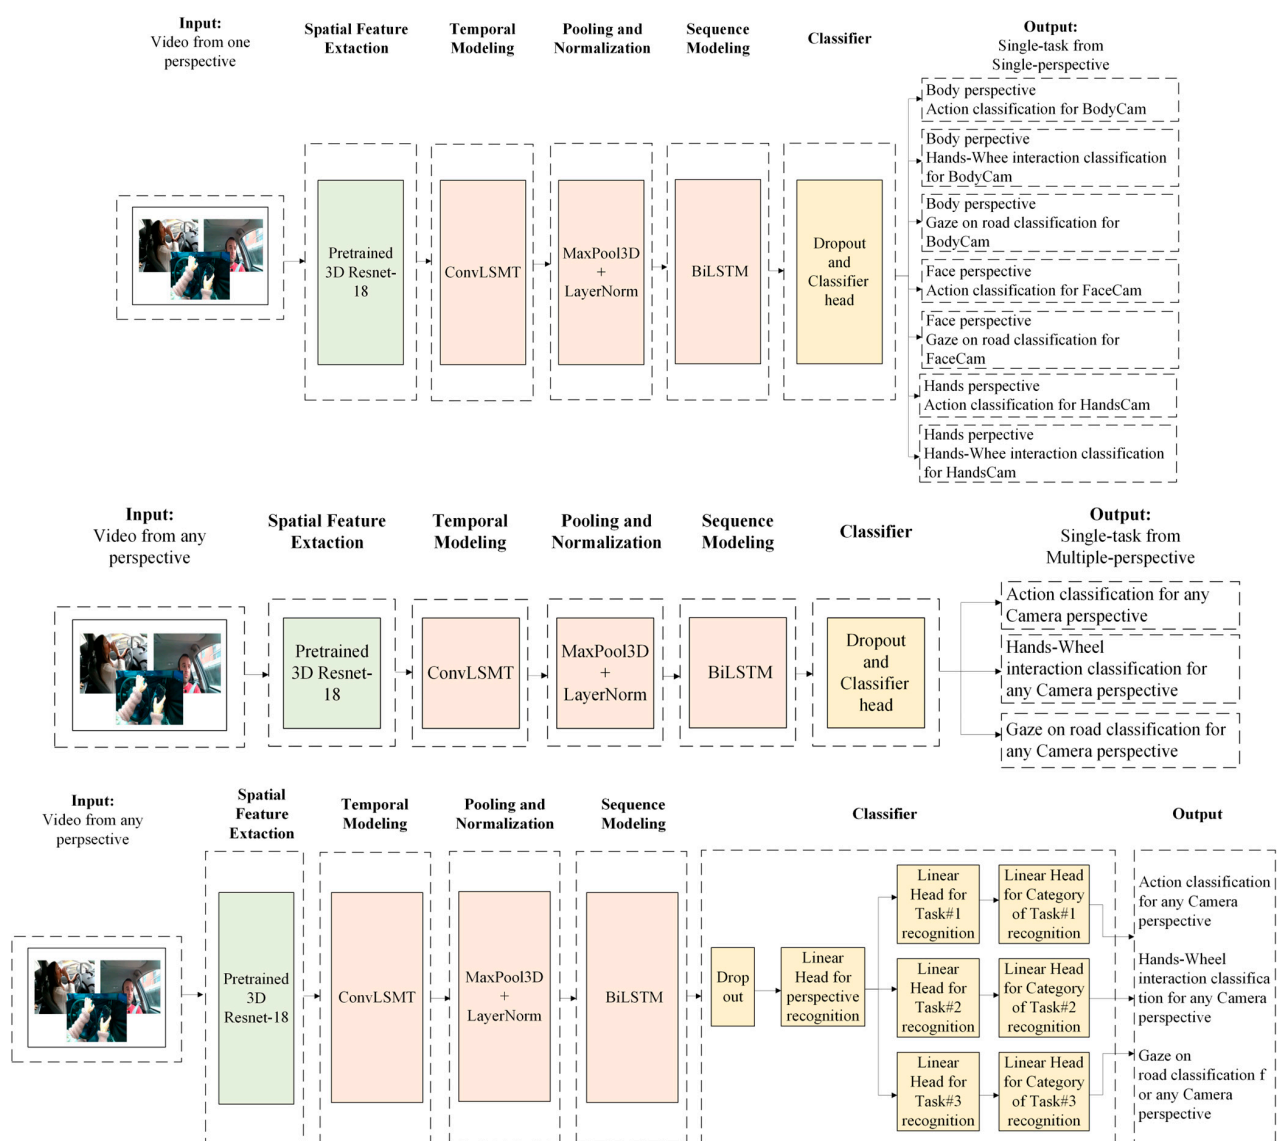 Input:
Video from one
perspective
Spatial Feature
Extaction
Temporal
Modeling
Pooling and
Normalization
Sequence
Modeling
Classifier
Output:
Single-task from
Single-perspective
Pretrained
3D Resnet-
18
ConvLSMT
MaxPool3D
+
LayerNorm
BiLSTM
Dropout
and
Classifier
head
Body perspective
Action classification for BodyCam
Body perpective
Hands-Whee interaction classification
for BodyCam
Body perspective
Gaze on road classification for
BodyCam
Face perspective
Action classification for FaceCam
Face perspective
Gaze on road classification for
FaceCam
Hands perspective
Action classification for HandsCam
Hands perpective
Hands-Whee interaction classification
for HandsCam
Input:
Video from any
perspective
Spatial Feature
Extaction
Temporal
Modeling
Pooling and
Normalization
Sequence
Modeling
Classifier
Output:
Single-task from
Multiple-perspective
Pretrained
3D Resnet-
18
ConvLSMT
MaxPool3D
+
LayerNorm
BiLSTM
Dropout
and
Classifier
head
Action classification for any
Camera perspective
Hands-Wheel
interaction classification for
any Camera perspective
Gaze on road classification for
any Camera perspective
Input:
Video from any
perpsective
Spatial
Feature
Extaction
Temporal
Modeling
Pooling and
Normalization
Sequence
Modeling
Classifier
Output
Pretrained
3D
Resnet-18
ConvLSMT
MaxPool3D
+
LayerNorm
BiLSTM
Drop
out
Linear
Head for
perspective
recognition
Linear
Head for
Task#1
recognition
Linear Head
for Category
of Task#1
recognition
Linear
Head for
Task#2
recognition
Linear Head
for Category
of Task#2
recognition
Linear
Head for
Task#3
recognition
Linear Head
for Category
of Task#3
recognition
Action classification
for any Camera
perspective
Hands-Wheel
interaction classifica
tion for any Camera
perspective
Gaze on
road classification f
or any Camera
perspective